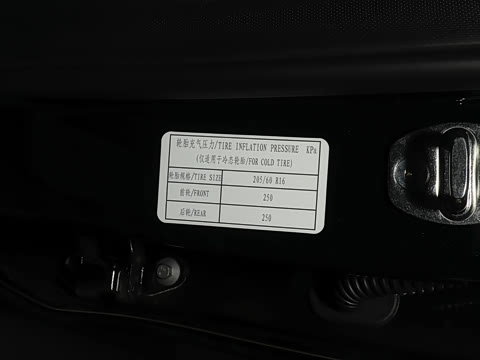 轮胎充气压力/TIRE INFLATION PRESSURE KPa
(仅适用于冷态轮胎/FOR COLD TIRE)
轮胎规格/TIRE SIZE 205/60 R16
前轮/FRONT 250
后轮/REAR 250